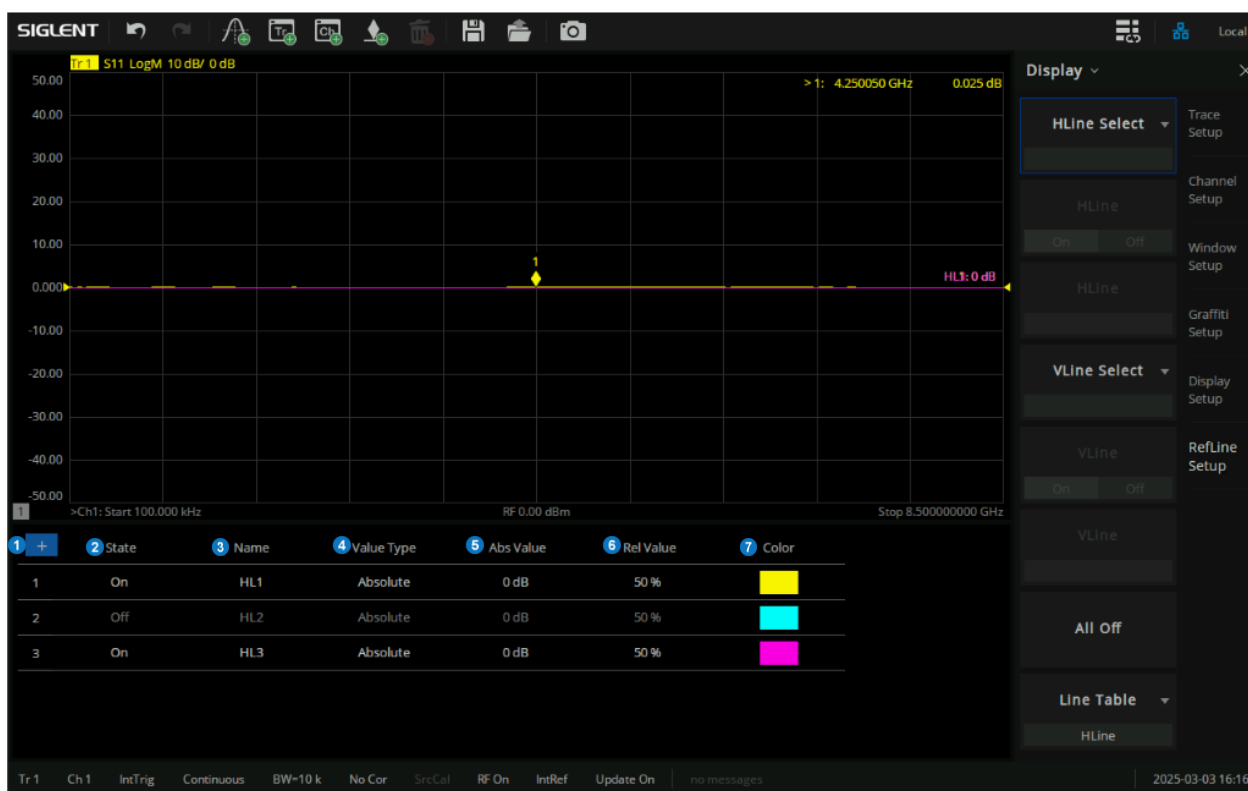 SIGLENT Tr Ch Local
Tr 1 S11 LogM 10 dB/ 0 dB
> 1: 4.250050 GHz 0.025 dB
50.00
40.00
30.00
20.00
10.00
0.000
-10.00
-20.00
-30.00
-40.00
-50.00
1
HL3: 0 dB
1 >Ch1: Start 100.000 kHz RF 0.00 dBm Stop 8.500000000 GHz
1 + 2 State 3 Name 4 Value Type 5 Abs Value 6 Rel Value 7 Color
1 On HL1 Absolute 0 dB 50 %
2 Off HL2 Absolute 0 dB 50 %
3 On HL3 Absolute 0 dB 50 %
Display
HLine Select
HLine
On Off
HLine
VLine Select
VLine
On Off
VLine
All Off
Line Table
HLine
Trace
Setup
Channel
Setup
Window
Setup
Graffiti
Setup
Display
Setup
RefLine
Setup
Tr 1 Ch 1 IntTrig Continuous BW=10 k No Cor SrcCal RF On IntRef Update On no messages 2025-03-03 16:16